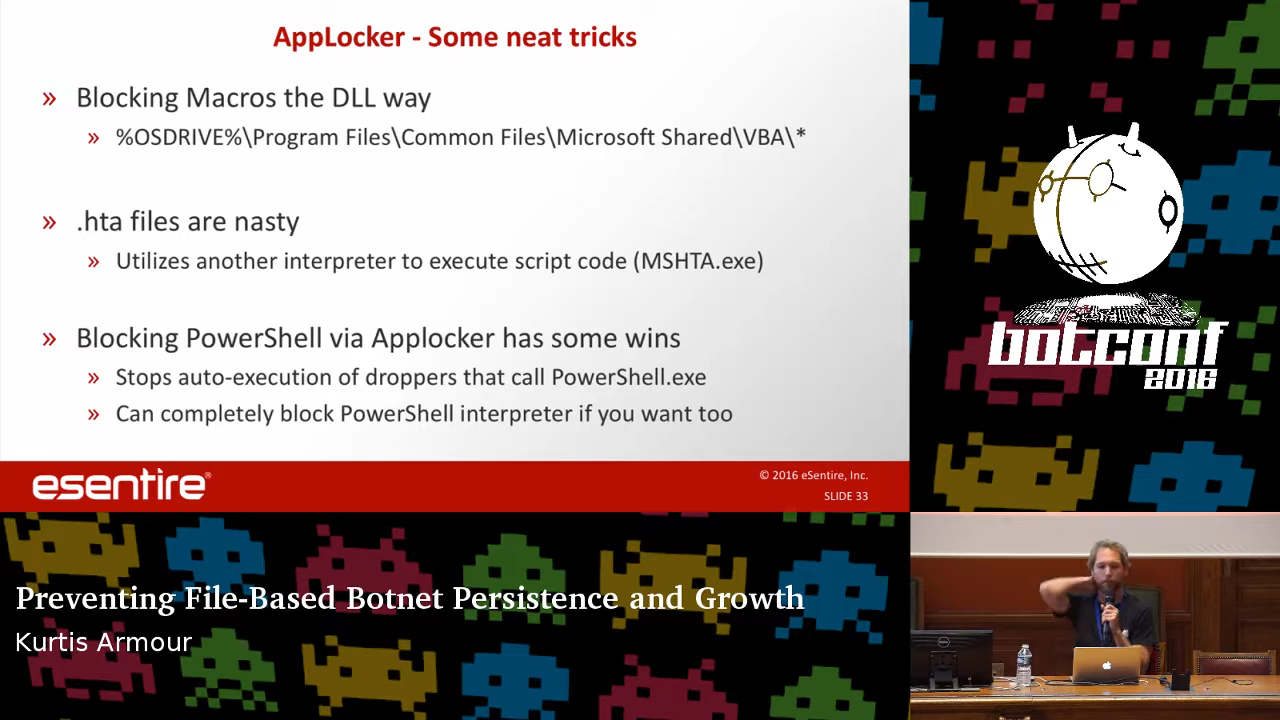 AppLocker - Some neat tricks
» Blocking Macros the DLL way
» %OSDRIVE%\Program Files\Common Files\Microsoft Shared\VBA\*
» .hta files are nasty
» Utilizes another interpreter to execute script code (MSHTA.exe)
» Blocking PowerShell via Applocker has some wins
» Stops auto-execution of droppers that call PowerShell.exe
» Can completely block PowerShell interpreter if you want too
esentire®
© 2016 eSentire, Inc.
SLIDE 33
botconf
2016
Preventing File-Based Botnet Persistence and Growth
Kurtis Armour
DELL